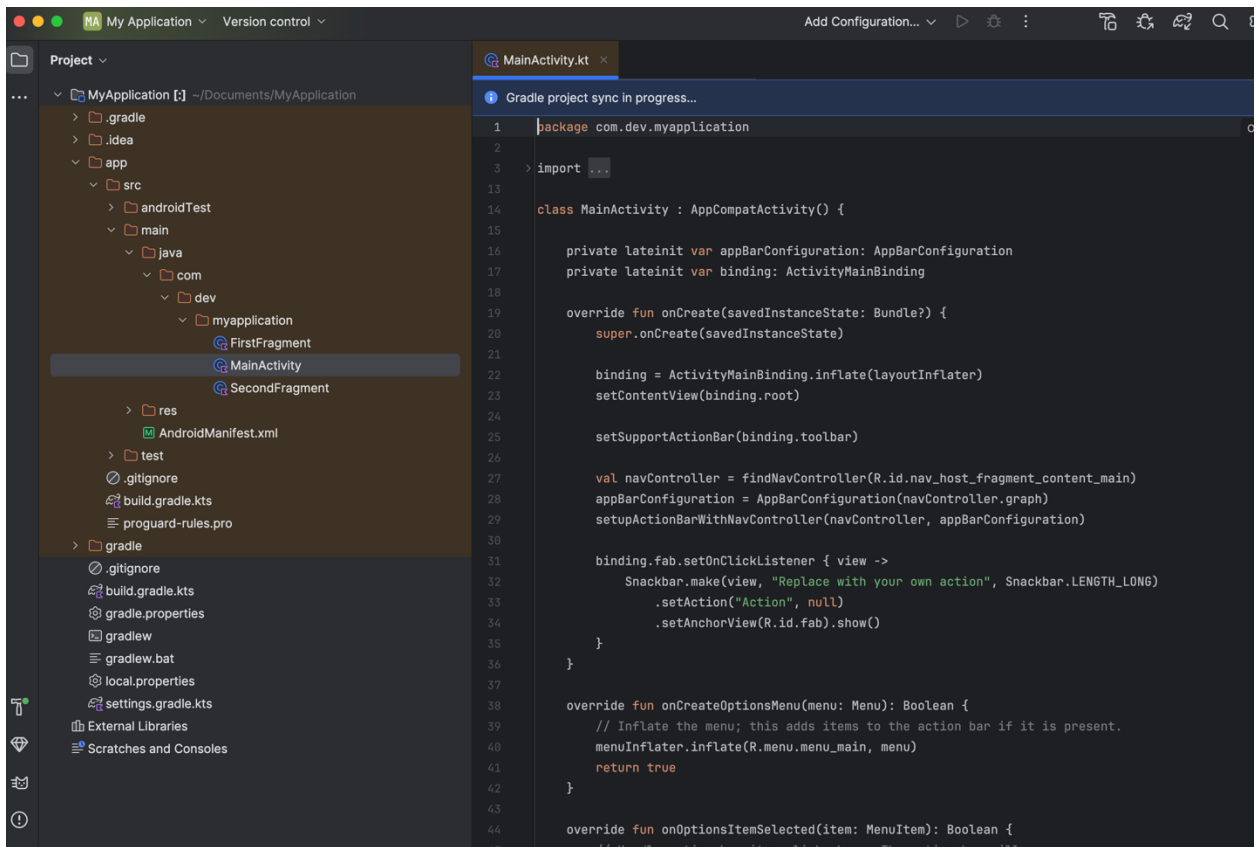 MA My Application Version control Add Configuration...
Project
MyApplication [:] ~/Documents/MyApplication
.gradle
.idea
app
src
androidTest
main
java
com
dev
myapplication
FirstFragment
MainActivity
SecondFragment
res
AndroidManifest.xml
test
.gitignore
build.gradle.kts
proguard-rules.pro
gradle
.gitignore
build.gradle.kts
gradle.properties
gradlew
gradlew.bat
local.properties
settings.gradle.kts
External Libraries
Scratches and Consoles
MainActivity.kt
Gradle project sync in progress...
1 package com.dev.myapplication
2
3 import ...
13
14 class MainActivity : AppCompatActivity() {
15
16 private lateinit var appBarConfiguration: AppBarConfiguration
17 private lateinit var binding: ActivityMainBinding
18
19 override fun onCreate(savedInstanceState: Bundle?) {
20 super.onCreate(savedInstanceState)
21
22 binding = ActivityMainBinding.inflate(layoutInflater)
23 setContentView(binding.root)
24
25 setSupportActionBar(binding.toolbar)
26
27 val navController = findNavController(R.id.nav_host_fragment_content_main)
28 appBarConfiguration = AppBarConfiguration(navController.graph)
29 setupActionBarWithNavController(navController, appBarConfiguration)
30
31 binding.fab.setOnClickListener { view ->
32 Snackbar.make(view, "Replace with your own action", Snackbar.LENGTH_LONG)
33 .setAction("Action", null)
34 .setAnchorView(R.id.fab).show()
35 }
36 }
37
38 override fun onCreateOptionsMenu(menu: Menu): Boolean {
39 // Inflate the menu; this adds items to the action bar if it is present.
40 menuInflater.inflate(R.menu.menu_main, menu)
41 return true
42 }
43
44 override fun onOptionsItemSelected(item: MenuItem): Boolean {